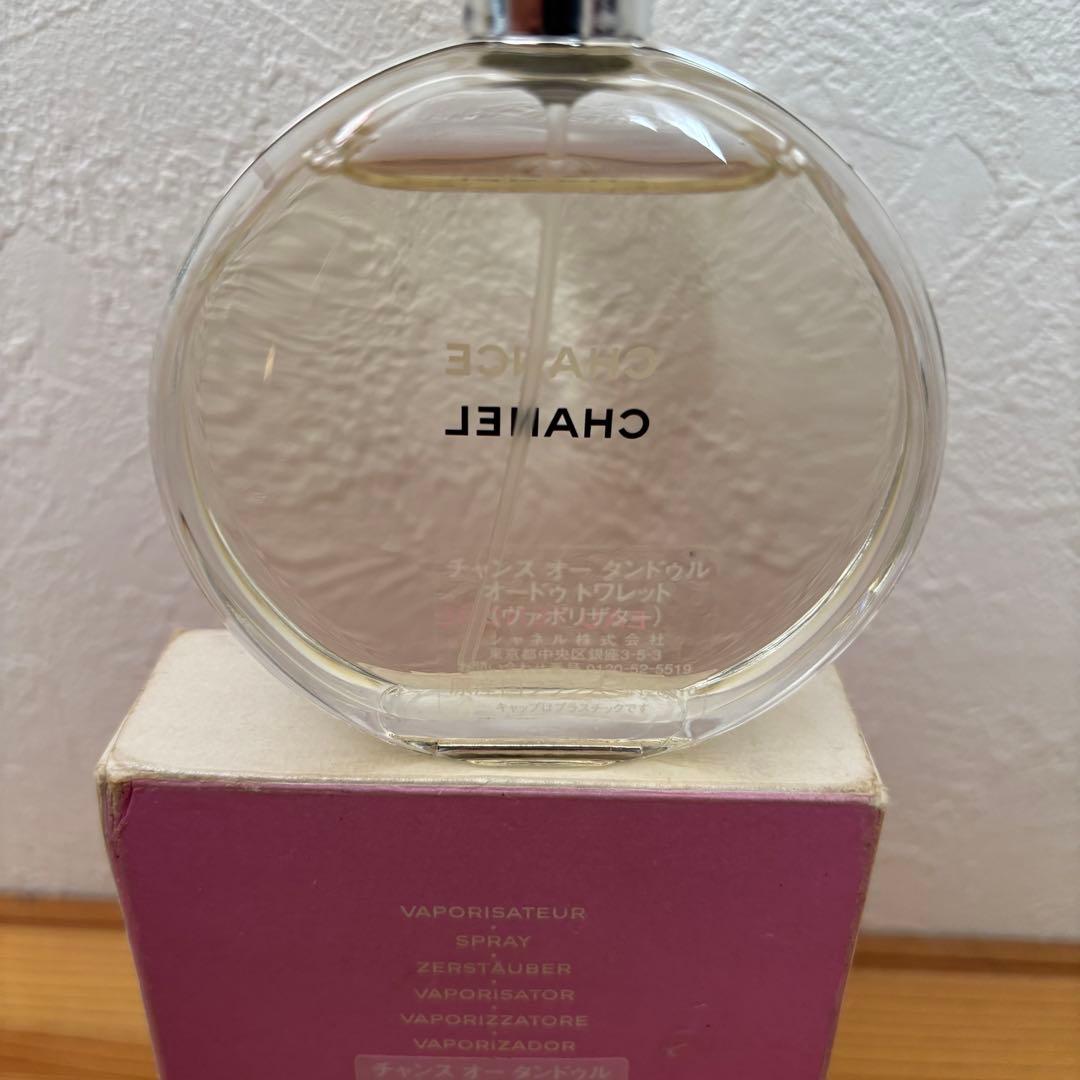 CHANCE
CHANEL
チャンス オー タンドゥル
オードゥ トワレット
(ヴァポリザター)
シャネル株式会社
東京都中央区銀座3-5-3
0120-52-5519
キャップはプラスチックです
VAPORISATEUR
SPRAY
ZERSTÄUBER
VAPORISATOR
VAPORIZZATORE
VAPORIZADOR
チャンス オー タンドゥル